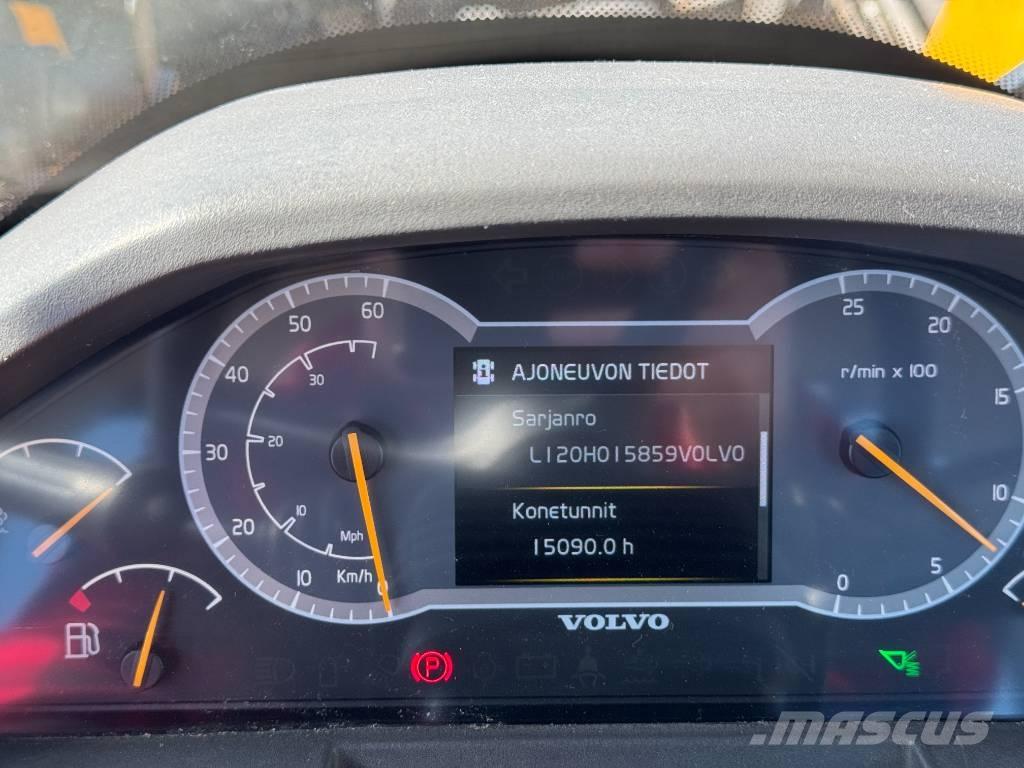 60
50
40
30
20
10
0
30
20
10
Mph
Km/h
AJONEUVON TIEDOT
Sarjanro
L120H015859VOLVO
Konetunnit
15090.0 h
25
20
15
10
5
0
r/min x 100
VOLVO
P
MASCUS